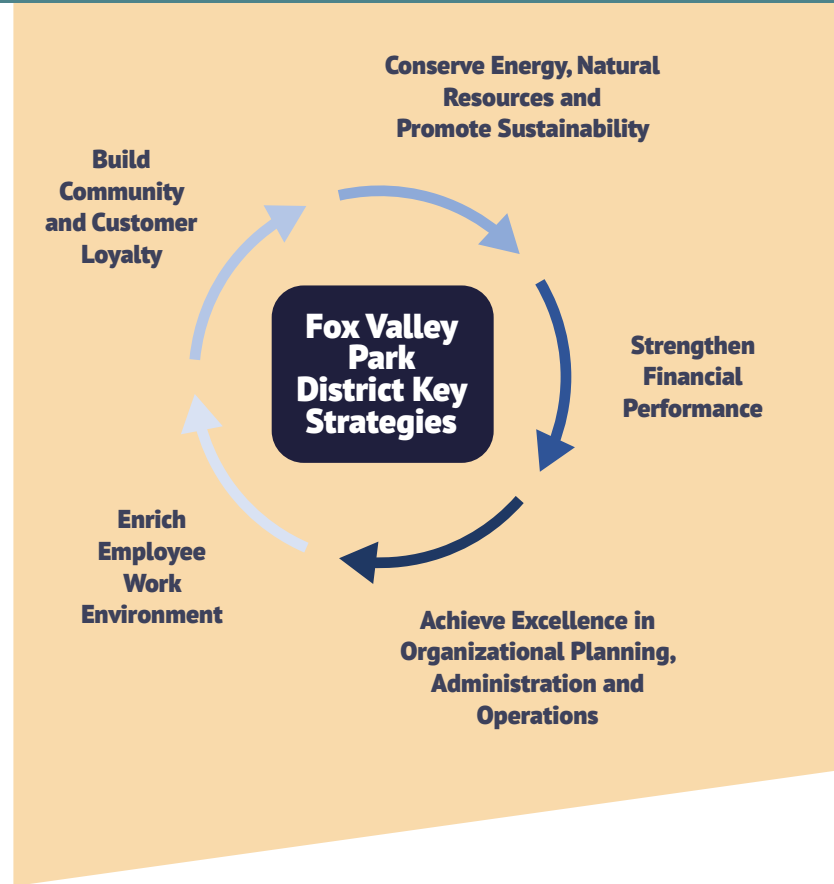 Conserve Energy, Natural
Resources and
Promote Sustainability
Build
Community
and Customer
Loyalty
Fox Valley
Park
District Key
Strategies
Strengthen
Financial
Performance
Enrich
Employee
Work
Environment
Achieve Excellence in
Organizational Planning,
Administration and
Operations